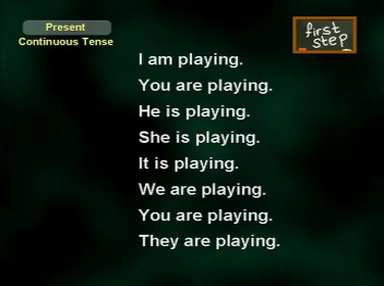 Present
Continuous Tense
first
step
I am playing.
You are playing.
He is playing.
She is playing.
It is playing.
We are playing.
You are playing.
They are playing.